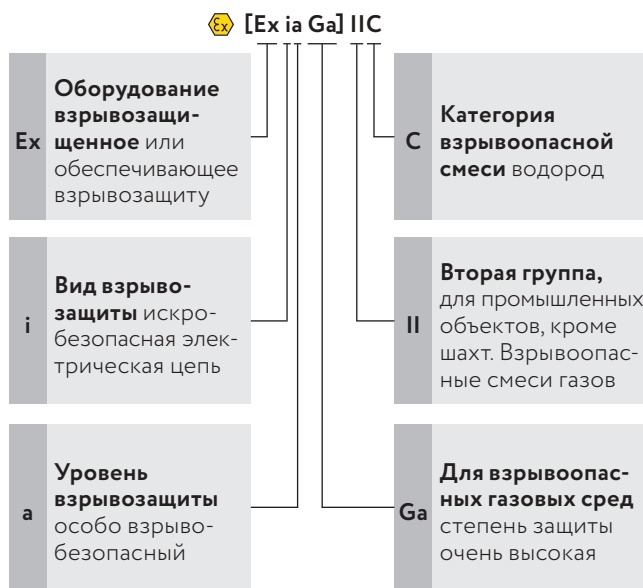 Ex [Ex ia Ga] IIC
Ex
Оборудование
взрывозащи-
щенное или
обеспечивающее
взрывозащиту
i
Вид взрыво-
защиты искро-
безопасная элек-
трическая цепь
a
Уровень
взрывозащиты
особо взрыво-
безопасный
C
Категория
взрывоопасной
смеси водород
II
Вторая группа,
для промышленных
объектов, кроме
шахт. Взрывоопас-
ные смеси газов
Ga
Для взрывоопас-
ных газовых сред
степень защиты
очень высокая